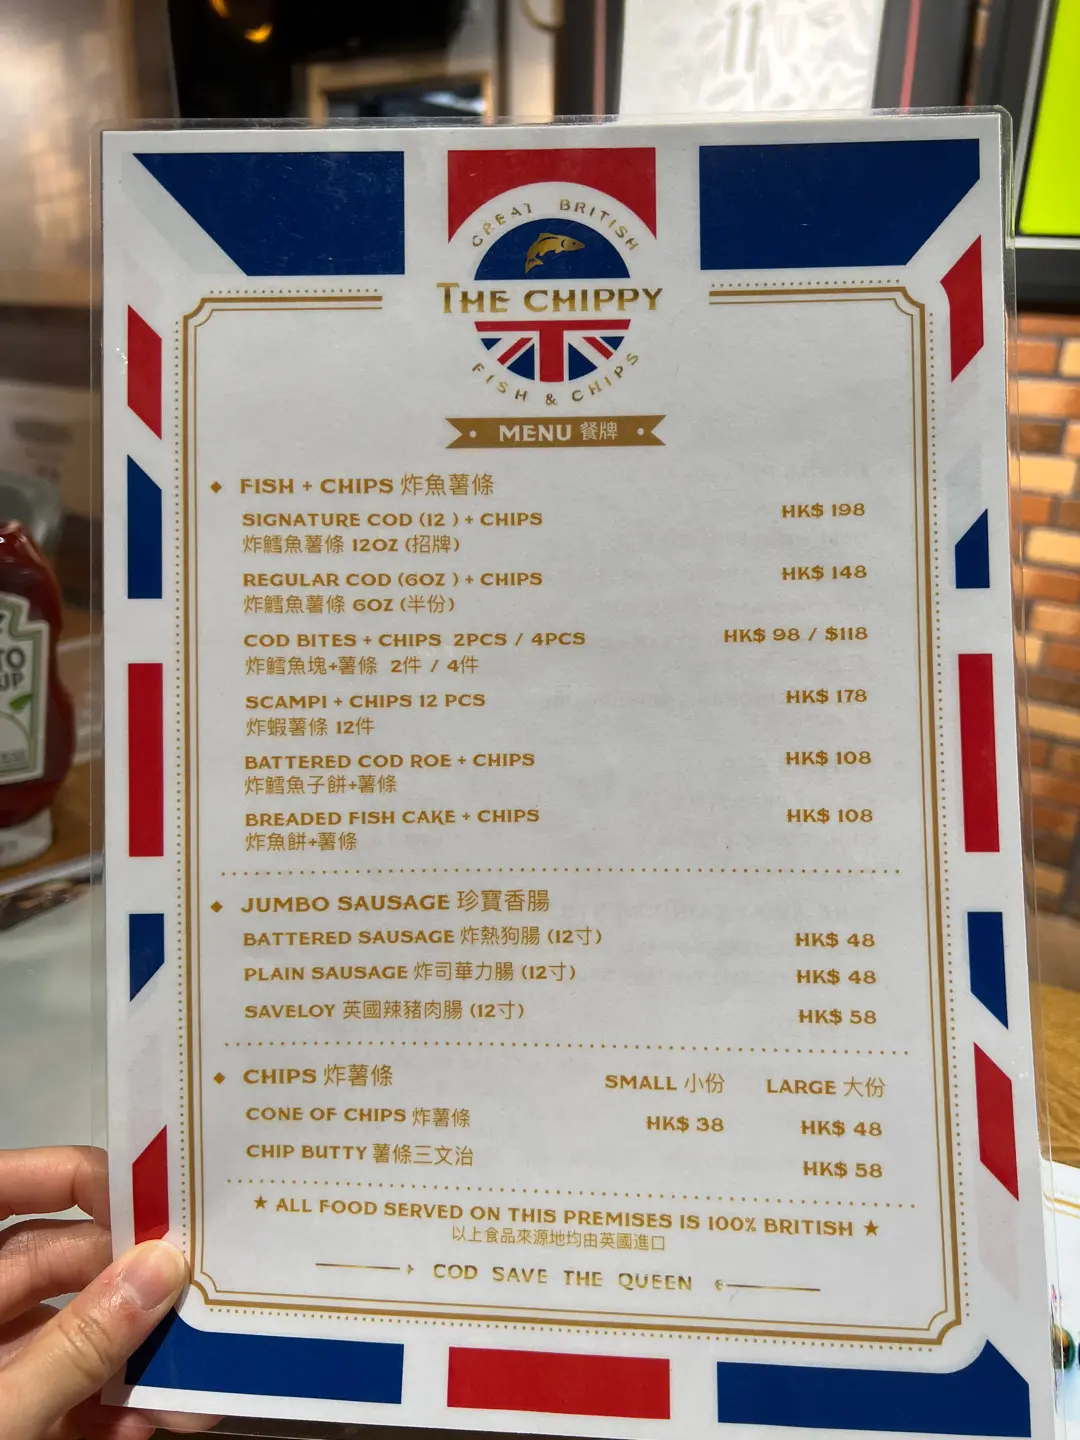 11
GREAT BRITISH
THE CHIPPY
FISH & CHIPS
MENU 餐牌
FISH + CHIPS 炸魚薯條
SIGNATURE COD (12 ) + CHIPS HK$ 198
炸鱈魚薯條 12OZ (招牌)
REGULAR COD (6OZ ) + CHIPS HK$ 148
炸鱈魚薯條 6OZ (半份)
COD BITES + CHIPS 2PCS / 4PCS HK$ 98 / $118
炸鱈魚塊+薯條 2件 / 4件
SCAMPI + CHIPS 12 PCS HK$ 178
炸蝦薯條 12件
BATTERED COD ROE + CHIPS HK$ 108
炸鱈魚子餅+薯條
BREADED FISH CAKE + CHIPS HK$ 108
炸魚餅+薯條
JUMBO SAUSAGE 珍寶香腸
BATTERED SAUSAGE 炸熱狗腸 (12寸) HK$ 48
PLAIN SAUSAGE 炸司華力腸 (12寸) HK$ 48
SAVELOY 英國辣豬肉腸 (12寸) HK$ 58
CHIPS 炸薯條 SMALL 小份 LARGE 大份
CONE OF CHIPS 炸薯條 HK$ 38 HK$ 48
CHIP BUTTY 薯條三文治 HK$ 58
★ ALL FOOD SERVED ON THIS PREMISES IS 100% BRITISH ★
以上食品來源地均由英國進口
COD SAVE THE QUEEN